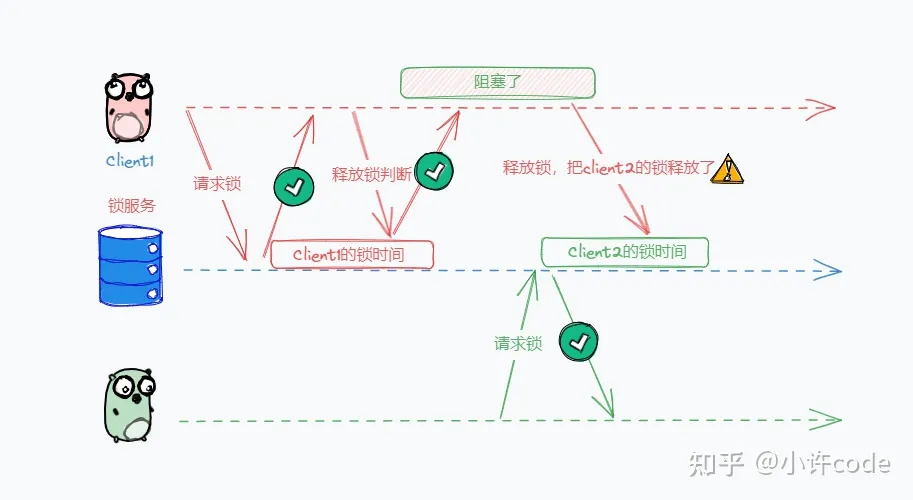 阻塞了
Client1
请求锁
释放锁判断
释放锁，把client2的锁释放了
锁服务
Client1的锁时间
Client2的锁时间
请求锁
知乎 @小许code